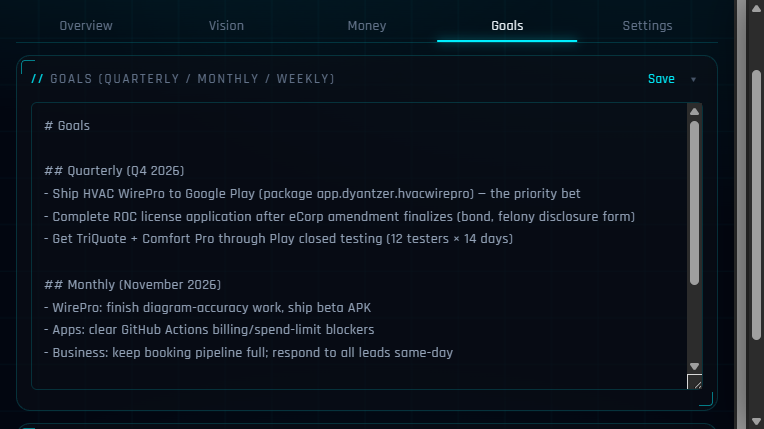 Overview Vision Money Goals Settings
// GOALS (QUARTERLY / MONTHLY / WEEKLY) Save ▾
# Goals
## Quarterly (Q4 2026)
- Ship HVAC WirePro to Google Play (package app.dyantzer.hvacwirepro) — the priority bet
- Complete ROC license application after eCorp amendment finalizes (bond, felony disclosure form)
- Get TriQuote + Comfort Pro through Play closed testing (12 testers × 14 days)
## Monthly (November 2026)
- WirePro: finish diagram-accuracy work, ship beta APK
- Apps: clear GitHub Actions billing/spend-limit blockers
- Business: keep booking pipeline full; respond to all leads same-day